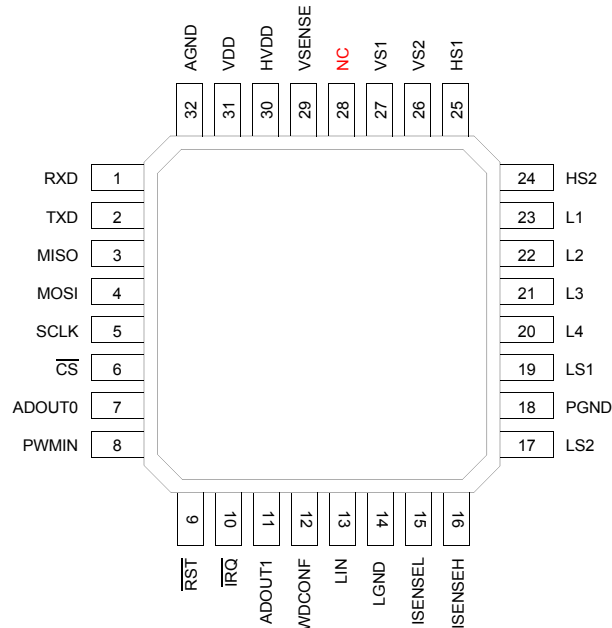 AGND VDD HVDD VSENSE NC VS1 VS2 HS1
32 31 30 29 28 27 26 25
RXD 1
TXD 2
MISO 3
MOSI 4
SCLK 5
CS 6
ADOUT0 7
PWMIN 8
24 HS2
23 L1
22 L2
21 L3
20 L4
19 LS1
18 PGND
17 LS2
9 10 11 12 13 14 15 16
RST IRQ ADOUT1 WDCONF LIN LGND ISENSEL ISENSEH